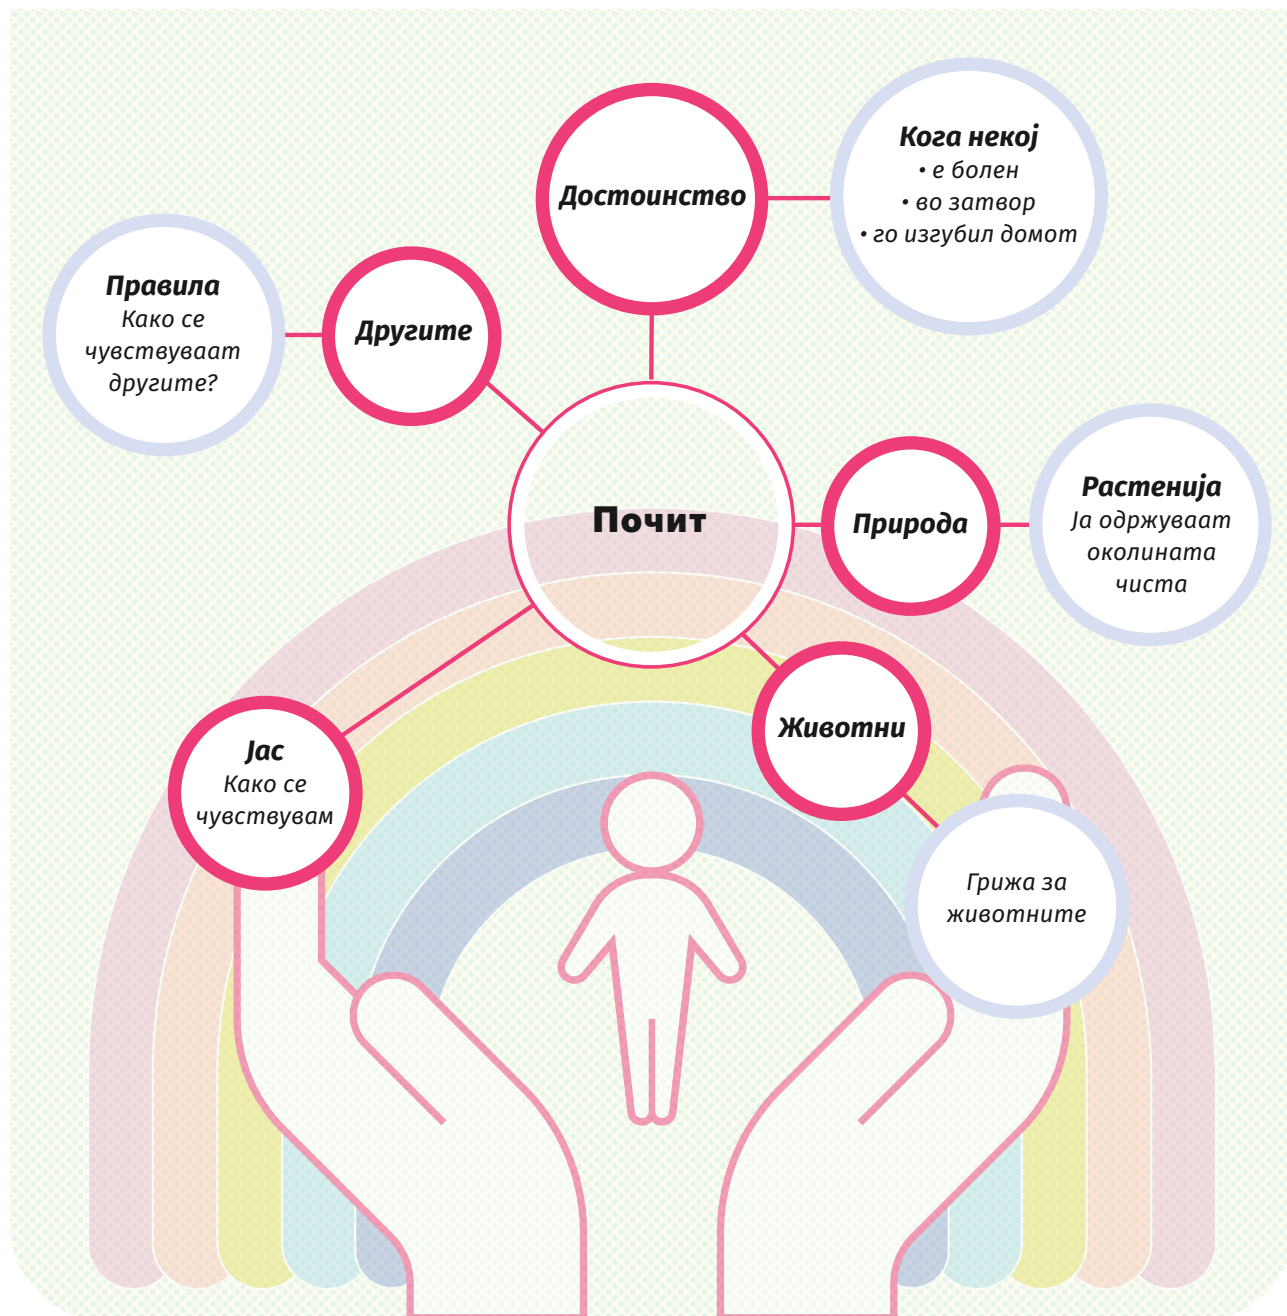 Достоинство
Кога некој
• е болен
• во затвор
• го изгубил домот
Правила
Како се
чувствуваат
другите?
Другите
Почит
Природа
Растенија
Ја одржуваат
околината
чиста
Јас
Како се
чувствувам
Животни
Грижа за
животните